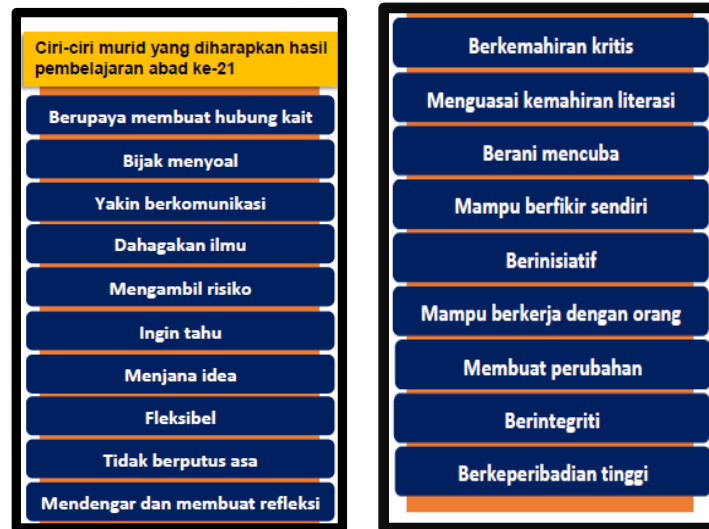 Ciri-ciri murid yang diharapkan hasil
pembelajaran abad ke-21
Berupaya membuat hubung kait
Bijak menyoal
Yakin berkomunikasi
Dahagakan ilmu
Mengambil risiko
Ingin tahu
Menjana idea
Fleksibel
Tidak berputus asa
Mendengar dan membuat refleksi
Berkemahiran kritis
Menguasai kemahiran literasi
Berani mencuba
Mampu berfikir sendiri
Berinisiatif
Mampu berkerja dengan orang
Membuat perubahan
Berintegriti
Berkeperibadian tinggi